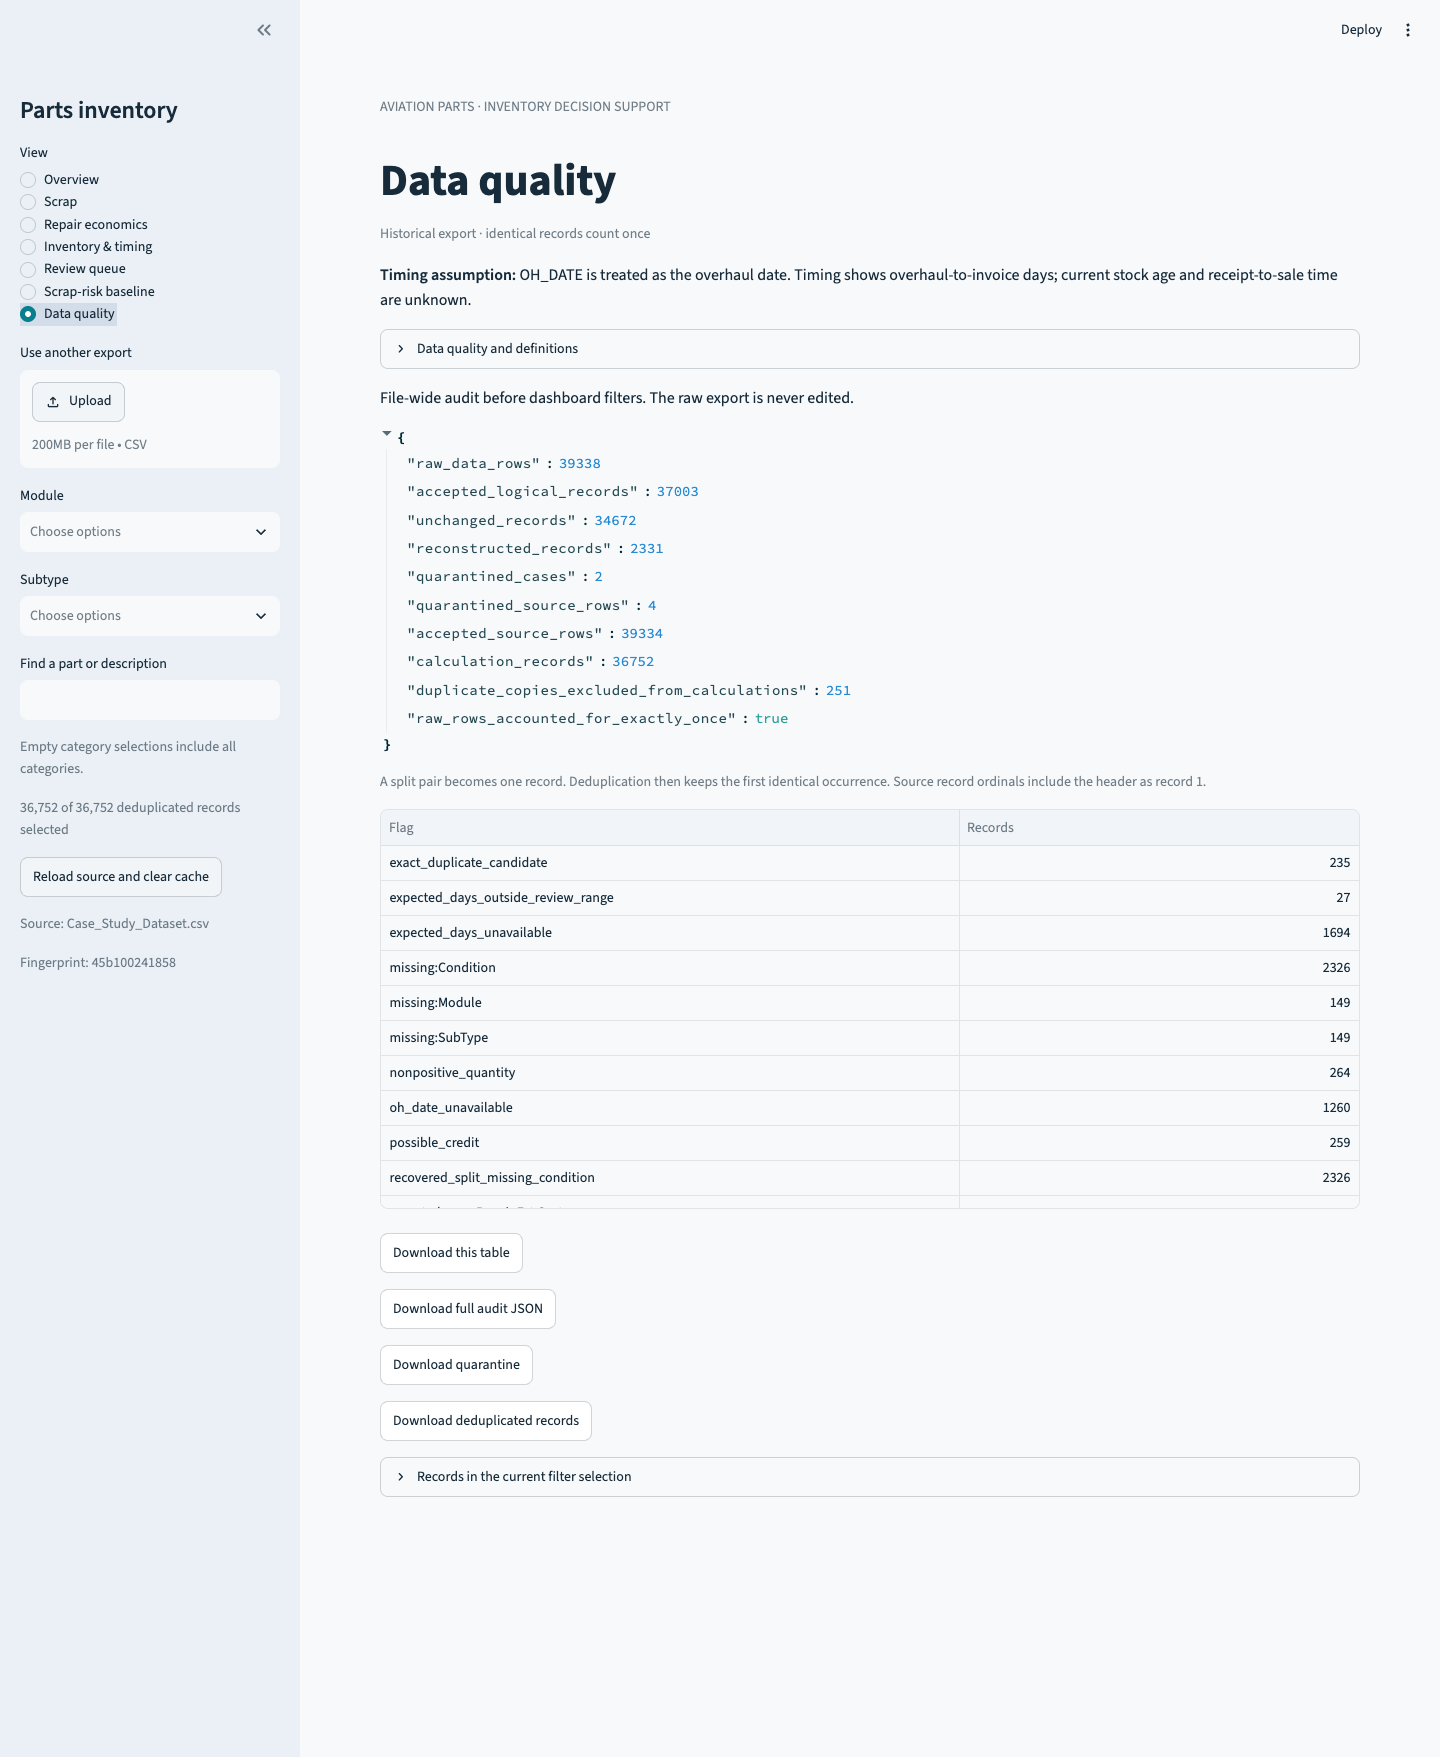 Deploy
Parts inventory
View
Overview
Scrap
Repair economics
Inventory & timing
Review queue
Scrap-risk baseline
Data quality
Use another export
Upload
200MB per file • CSV
Module
Choose options
Subtype
Choose options
Find a part or description
Empty category selections include all
categories.
36,752 of 36,752 deduplicated records
selected
Reload source and clear cache
Source: Case_Study_Dataset.csv
Fingerprint: 45b100241858
AVIATION PARTS · INVENTORY DECISION SUPPORT
Data quality
Historical export · identical records count once
Timing assumption: OH_DATE is treated as the overhaul date. Timing shows overhaul-to-invoice days; current stock age and receipt-to-sale time
are unknown.
Data quality and definitions
File-wide audit before dashboard filters. The raw export is never edited.
{
"raw_data_rows" : 39338
"accepted_logical_records" : 37003
"unchanged_records" : 34672
"reconstructed_records" : 2331
"quarantined_cases" : 2
"quarantined_source_rows" : 4
"accepted_source_rows" : 39334
"calculation_records" : 36752
"duplicate_copies_excluded_from_calculations" : 251
"raw_rows_accounted_for_exactly_once" : true
}
A split pair becomes one record. Deduplication then keeps the first identical occurrence. Source record ordinals include the header as record 1.
Flag Records
exact_duplicate_candidate 235
expected_days_outside_review_range 27
expected_days_unavailable 1694
missing:Condition 2326
missing:Module 149
missing:SubType 149
nonpositive_quantity 264
oh_date_unavailable 1260
possible_credit 259
recovered_split_missing_condition 2326
Download this table
Download full audit JSON
Download quarantine
Download deduplicated records
Records in the current filter selection